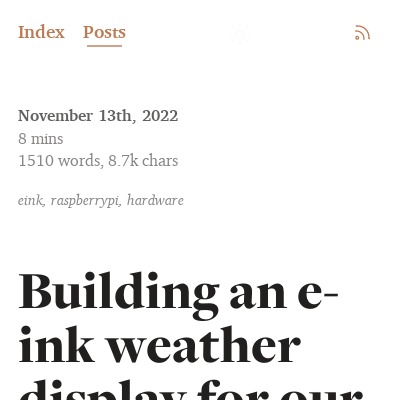 Index Posts
November 13th, 2022
8 mins
1510 words, 8.7k chars
eink, raspberrypi, hardware
Building an e-
ink weather
display for our